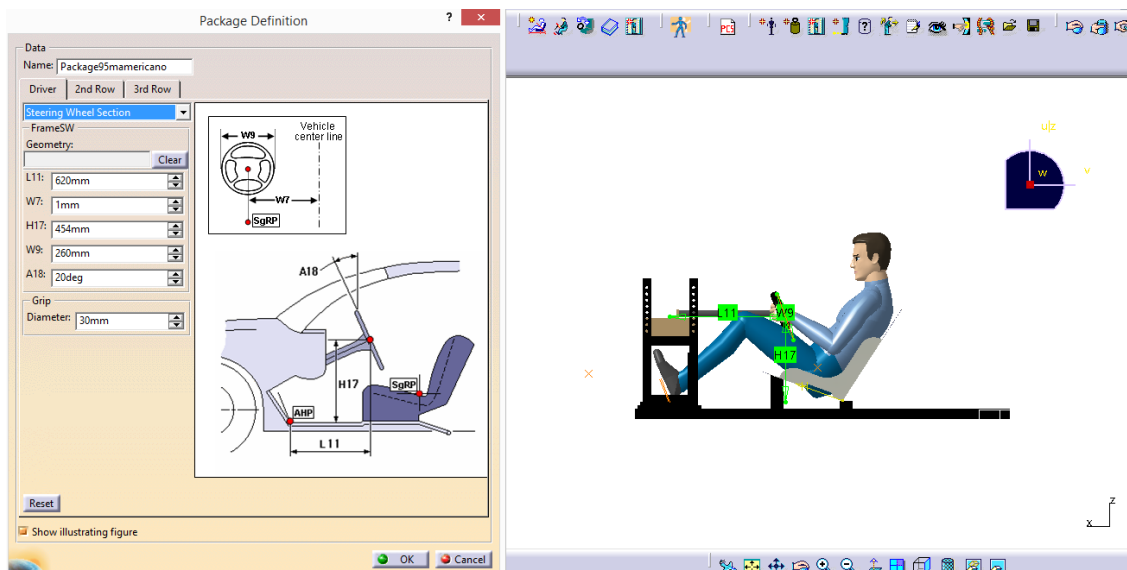 Package Definition
?
×
Data
Name: Package95mamericano
Driver 2nd Row 3rd Row
Steering Wheel Section
FrameSW
Geometry:
Clear
L11: 620mm
W7: 1mm
H17: 454mm
W9: 260mm
A18: 20deg
Grip
Diameter: 30mm
W9
Vehicle
center line
W7
SgRP
A18
H17
SgRP
AHP
L11
Reset
Show illustrating figure
OK Cancel
PCS
u|z
w
v
L11
W9
H17
z
x